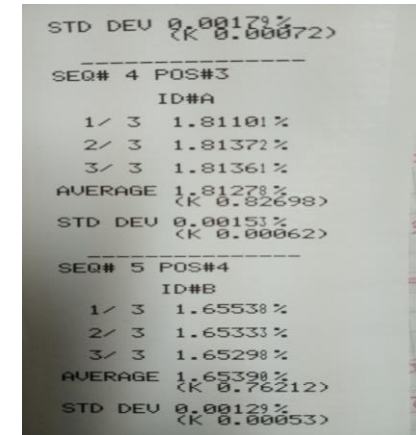 STD DEV 0.00179%
(K 0.00072)
SEQ# 4 POS#3
ID#A
1/ 3 1.81101%
2/ 3 1.81372%
3/ 3 1.81361%
AVERAGE 1.81278%
(K 0.82698)
STD DEV 0.00153%
(K 0.00062)
SEQ# 5 POS#4
ID#B
1/ 3 1.65538%
2/ 3 1.65333%
3/ 3 1.65298%
AVERAGE 1.65390%
(K 0.76212)
STD DEV 0.00129%
(K 0.00053)